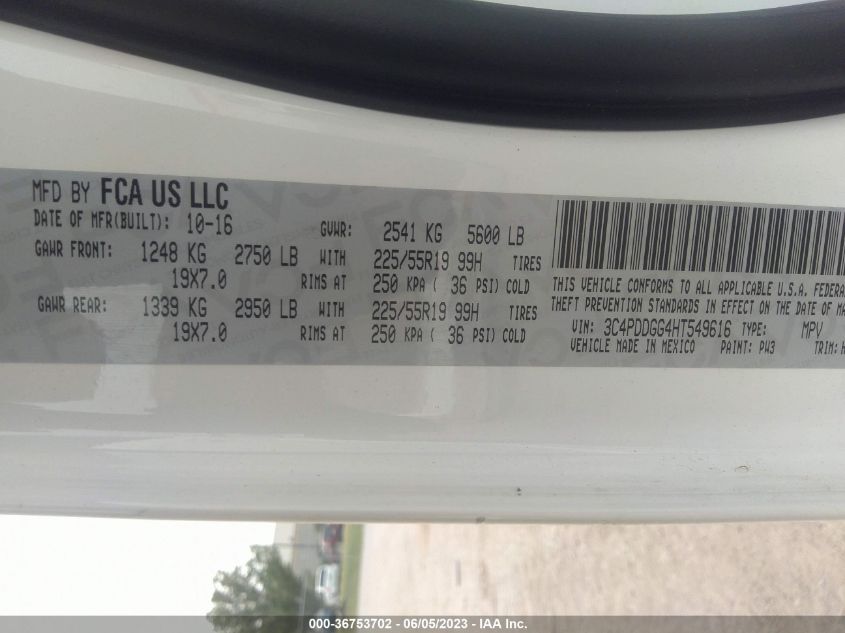 MFD BY FCA US LLC
DATE OF MFR(BUILT): 10-16 GVWR: 2541 KG 5600 LB
GAWR FRONT: 1248 KG 2750 LB WITH 225/55R19 99H TIRES
19X7.0 RIMS AT 250 KPA ( 36 PSI) COLD
GAWR REAR: 1339 KG 2950 LB WITH 225/55R19 99H TIRES
19X7.0 RIMS AT 250 KPA ( 36 PSI) COLD
THIS VEHICLE CONFORMS TO ALL APPLICABLE U.S.A. FEDERA
THEFT PREVENTION STANDARDS IN EFFECT ON THE DATE OF MA
VIN: 3C4PDDGG4HT549616 TYPE: MPV
VEHICLE MADE IN MEXICO PAINT: PW3 TRIM:
000-36753702 - 06/05/2023 - IAA Inc.